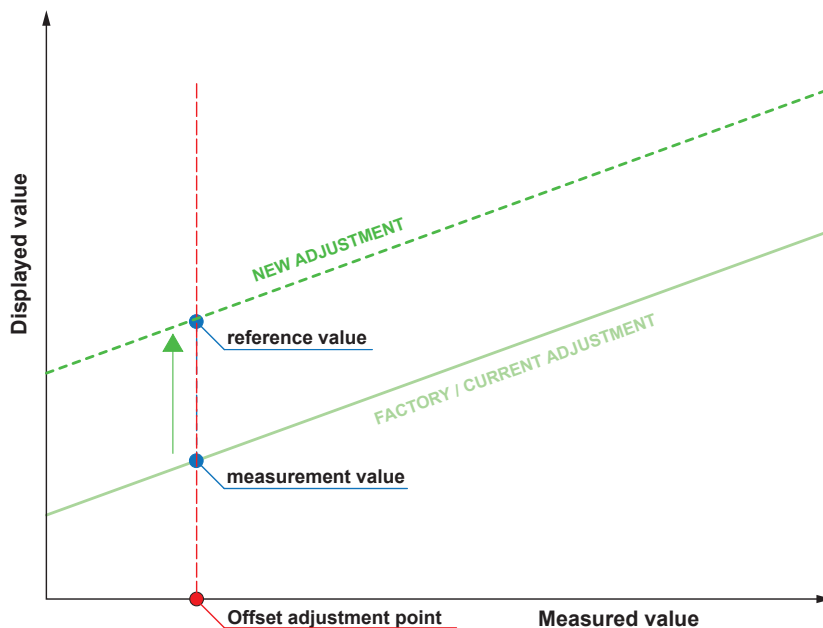 Displayed value
NEW ADJUSTMENT
reference value
FACTORY / CURRENT ADJUSTMENT
measurement value
Offset adjustment point
Measured value